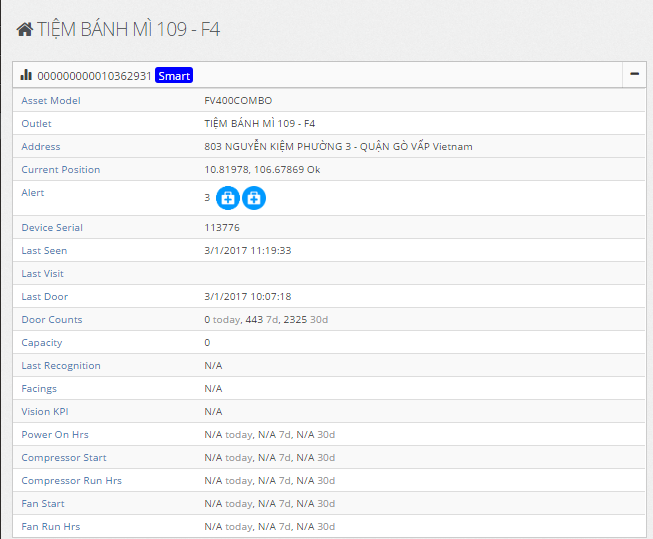 TIỆM BÁNH MÌ 109 - F4
000000000010362931 Smart
Asset Model FV400COMBO
Outlet TIỆM BÁNH MÌ 109 - F4
Address 803 NGUYỄN KIỆM PHƯỜNG 3 - QUẬN GÒ VẤP Vietnam
Current Position 10.81978, 106.67869 Ok
Alert 3
Device Serial 113776
Last Seen 3/1/2017 11:19:33
Last Visit
Last Door 3/1/2017 10:07:18
Door Counts 0 today, 443 7d, 2325 30d
Capacity 0
Last Recognition N/A
Facings N/A
Vision KPI N/A
Power On Hrs N/A today, N/A 7d, N/A 30d
Compressor Start N/A today, N/A 7d, N/A 30d
Compressor Run Hrs N/A today, N/A 7d, N/A 30d
Fan Start N/A today, N/A 7d, N/A 30d
Fan Run Hrs N/A today, N/A 7d, N/A 30d